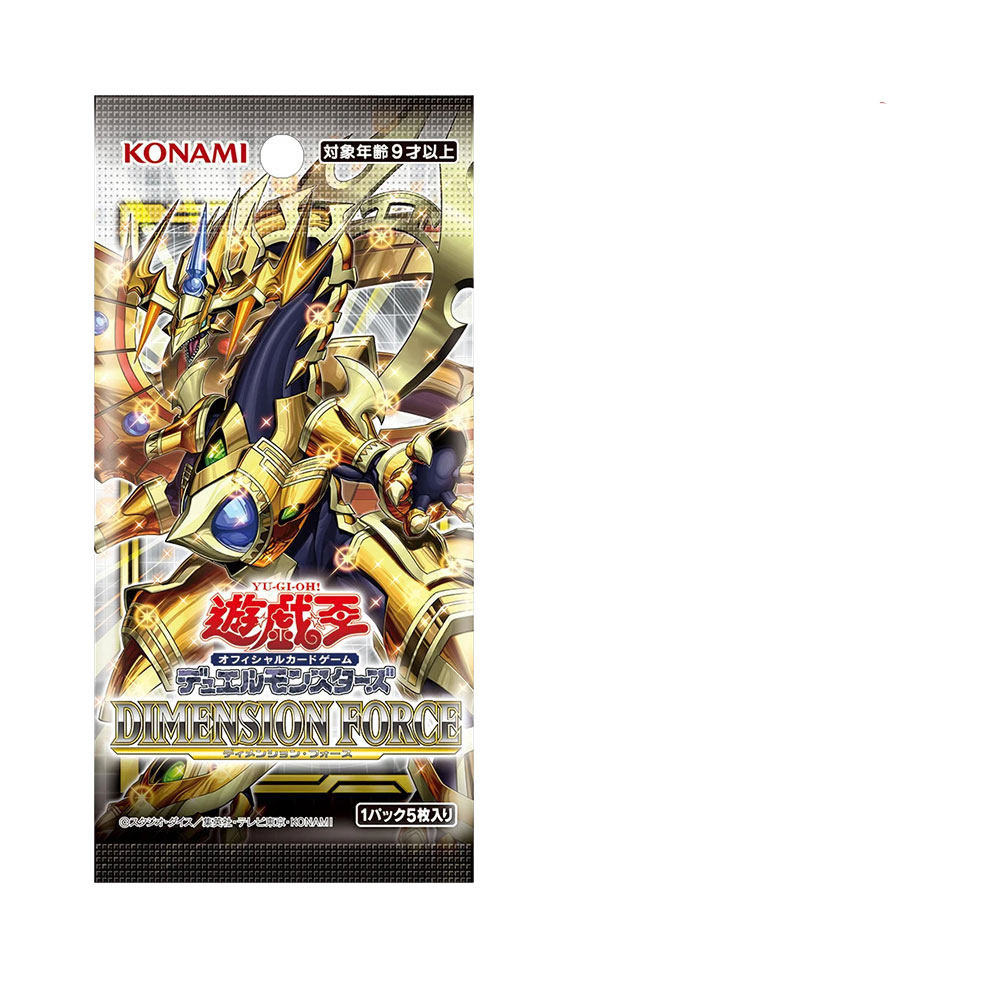 KONAMI
対象年齢9才以上
YU-GI-OH!
遊戯王
オフィシャルカードゲーム
デュエルモンスターズ
DIMENSION FORCE
ディメンション・フォース
1パック5枚入り
©スタジオ・ダイス／集英社・テレビ東京・KONAMI